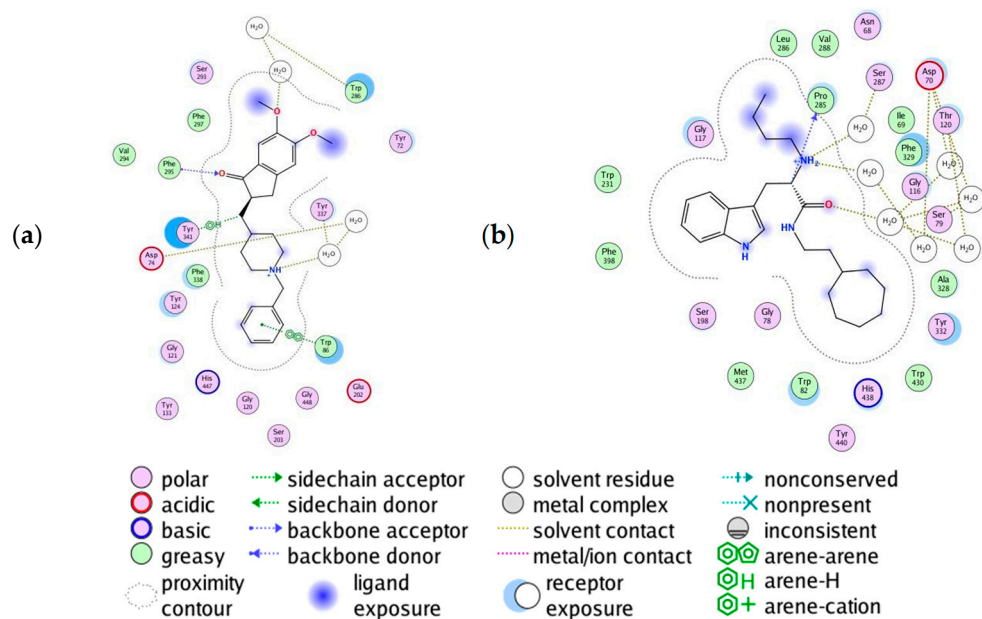 (a)
H₂O
H₂O
Ser
293
Trp
286
Phe
297
Tyr
72
Val
294
Phe
295
O
O
O
Tyr
337
H₂O
Tyr
341
H
Asp
74
H₂O
Phe
338
NH
Tyr
124
Trp
86
Gly
121
His
447
Glu
202
Tyr
133
Gly
120
Gly
448
Ser
203
(b)
Asn
68
Leu
286
Val
288
Ser
287
Asp
70
Pro
285
Ile
69
Thr
120
Gly
117
H₂O
Phe
329
H₂O
NH₂
+
H₂O
Gly
116
Trp
231
H₂O
O
H₂O
Ser
79
HN
H₂O
H₂O
Phe
398
N
H
Ala
328
Ser
198
Gly
78
Tyr
332
Met
437
Trp
82
His
438
Trp
430
Tyr
440
polar
acidic
basic
greasy
proximity
contour
sidechain acceptor
sidechain donor
backbone acceptor
backbone donor
ligand
exposure
solvent residue
metal complex
solvent contact
metal/ion contact
receptor
exposure
nonconserved
nonpresent
inconsistent
arene-arene
H arene-H
+ arene-cation